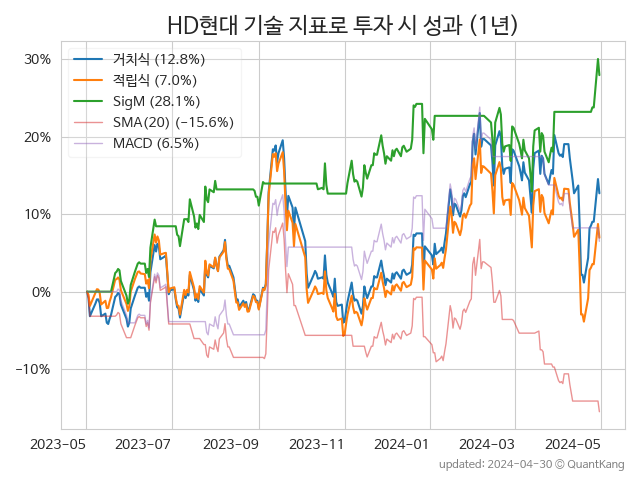 HD현대 기술 지표로 투자 시 성과 (1년)
거치식 (12.8%)
적립식 (7.0%)
SigM (28.1%)
SMA(20) (−15.6%)
MACD (6.5%)
30%
20%
10%
0%
−10%
2023-05 2023-07 2023-09 2023-11 2024-01 2024-03 2024-05
updated: 2024-04-30 © QuantKang